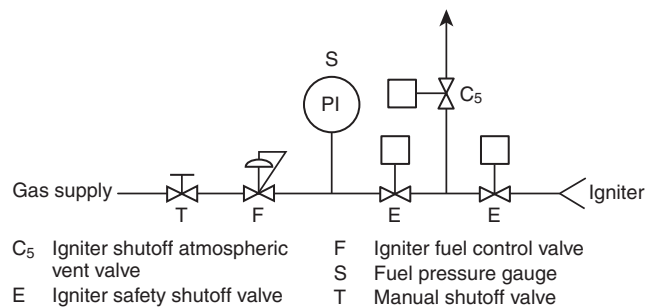 S
PI
C5
Gas supply
Igniter
T
F
E
E
C5 Igniter shutoff atmospheric
vent valve
E Igniter safety shutoff valve
F Igniter fuel control valve
S Fuel pressure gauge
T Manual shutoff valve